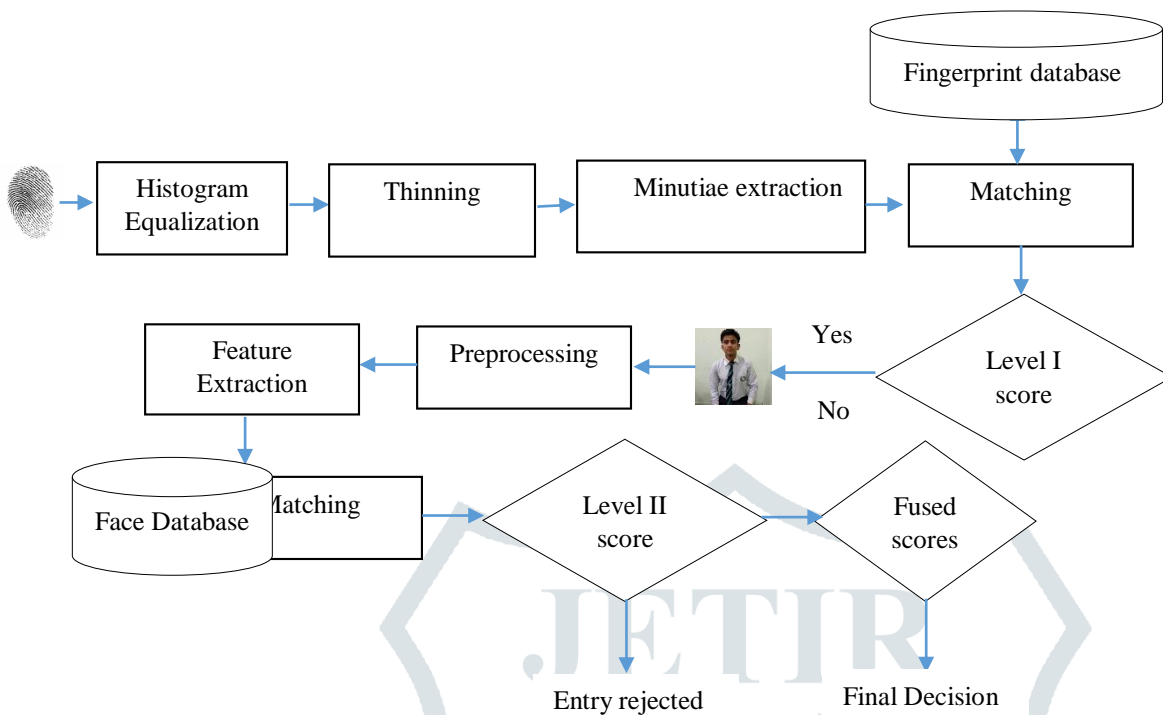 Fingerprint database
Histogram
Equalization
Thinning
Minutiae extraction
Matching
Yes
No
Level I
score
Preprocessing
Feature
Extraction
Face Database
Matching
Level II
score
Fused
scores
JETIR
Entry rejected
Final Decision